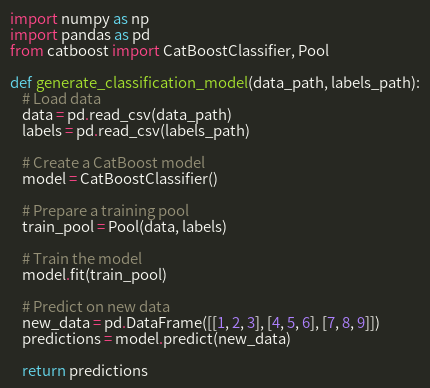 import numpy as np
import pandas as pd
from catboost import CatBoostClassifier, Pool
def generate_classification_model(data_path, labels_path):
# Load data
data = pd.read_csv(data_path)
labels = pd.read_csv(labels_path)
# Create a CatBoost model
model = CatBoostClassifier()
# Prepare a training pool
train_pool = Pool(data, labels)
# Train the model
model.fit(train_pool)
# Predict on new data
new_data = pd.DataFrame([[1, 2, 3], [4, 5, 6], [7, 8, 9]])
predictions = model.predict(new_data)
return predictions